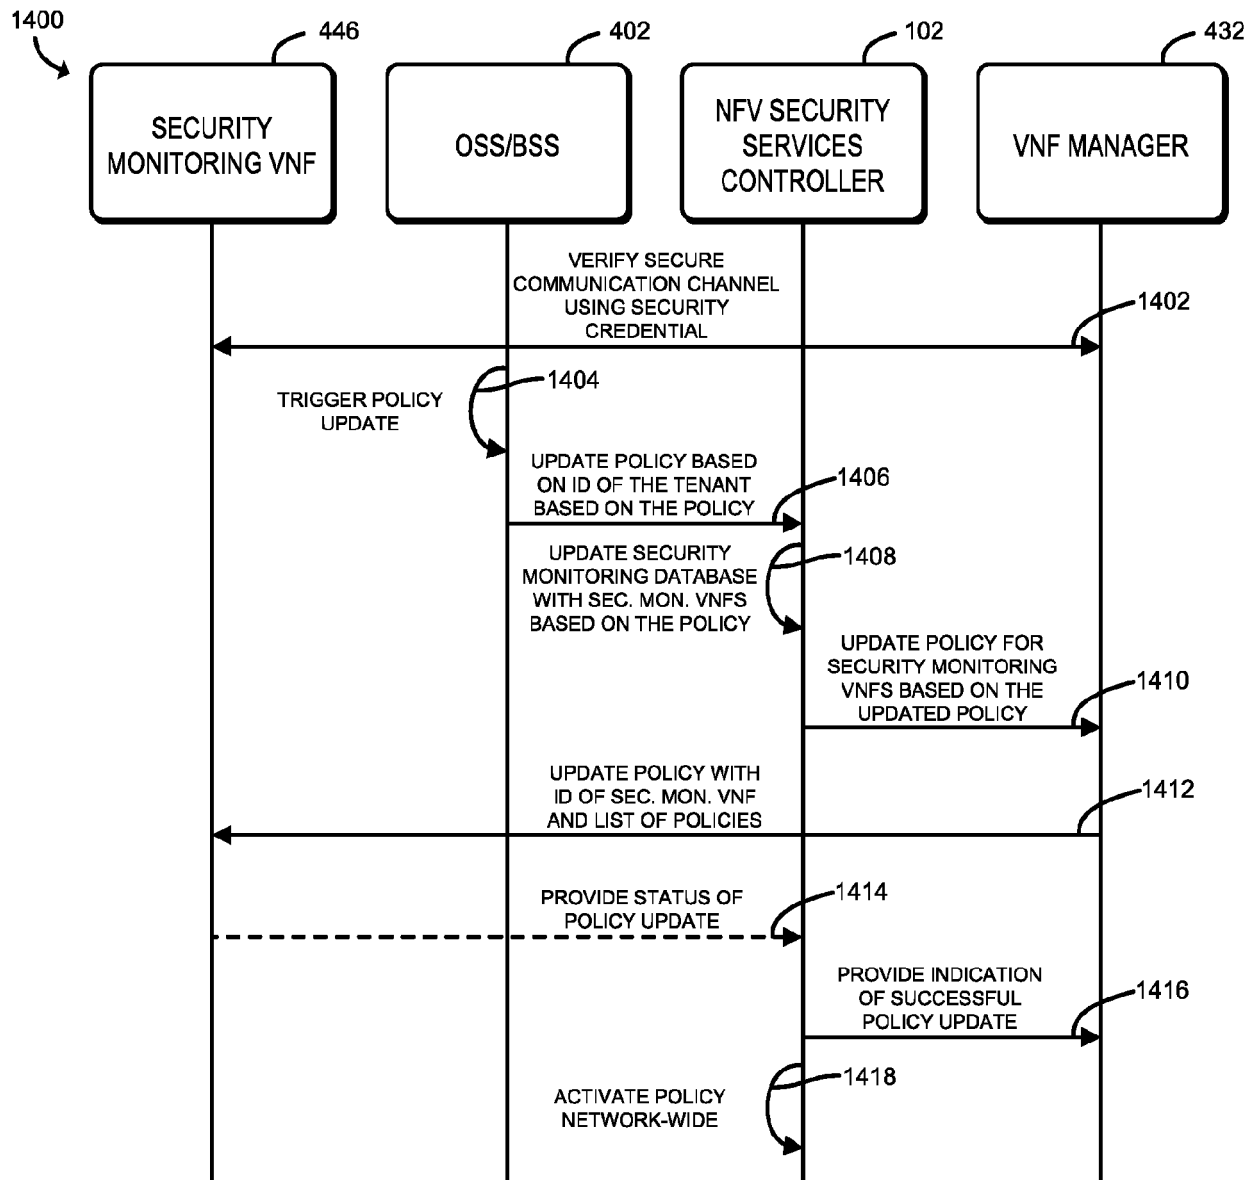 1400
446
402
102
432
SECURITY
MONITORING VNF
OSS/BSS
NFV SECURITY
SERVICES
CONTROLLER
VNF MANAGER
VERIFY SECURE
COMMUNICATION CHANNEL
USING SECURITY
CREDENTIAL
1402
1404
TRIGGER POLICY
UPDATE
UPDATE POLICY BASED
ON ID OF THE TENANT
BASED ON THE POLICY
1406
UPDATE SECURITY
MONITORING DATABASE
WITH SEC. MON. VNFS
BASED ON THE POLICY
1408
UPDATE POLICY FOR
SECURITY MONITORING
VNFS BASED ON THE
UPDATED POLICY
1410
UPDATE POLICY WITH
ID OF SEC. MON. VNF
AND LIST OF POLICIES
1412
PROVIDE STATUS OF
POLICY UPDATE
1414
PROVIDE INDICATION
OF SUCCESSFUL
POLICY UPDATE
1416
ACTIVATE POLICY
NETWORK-WIDE
1418